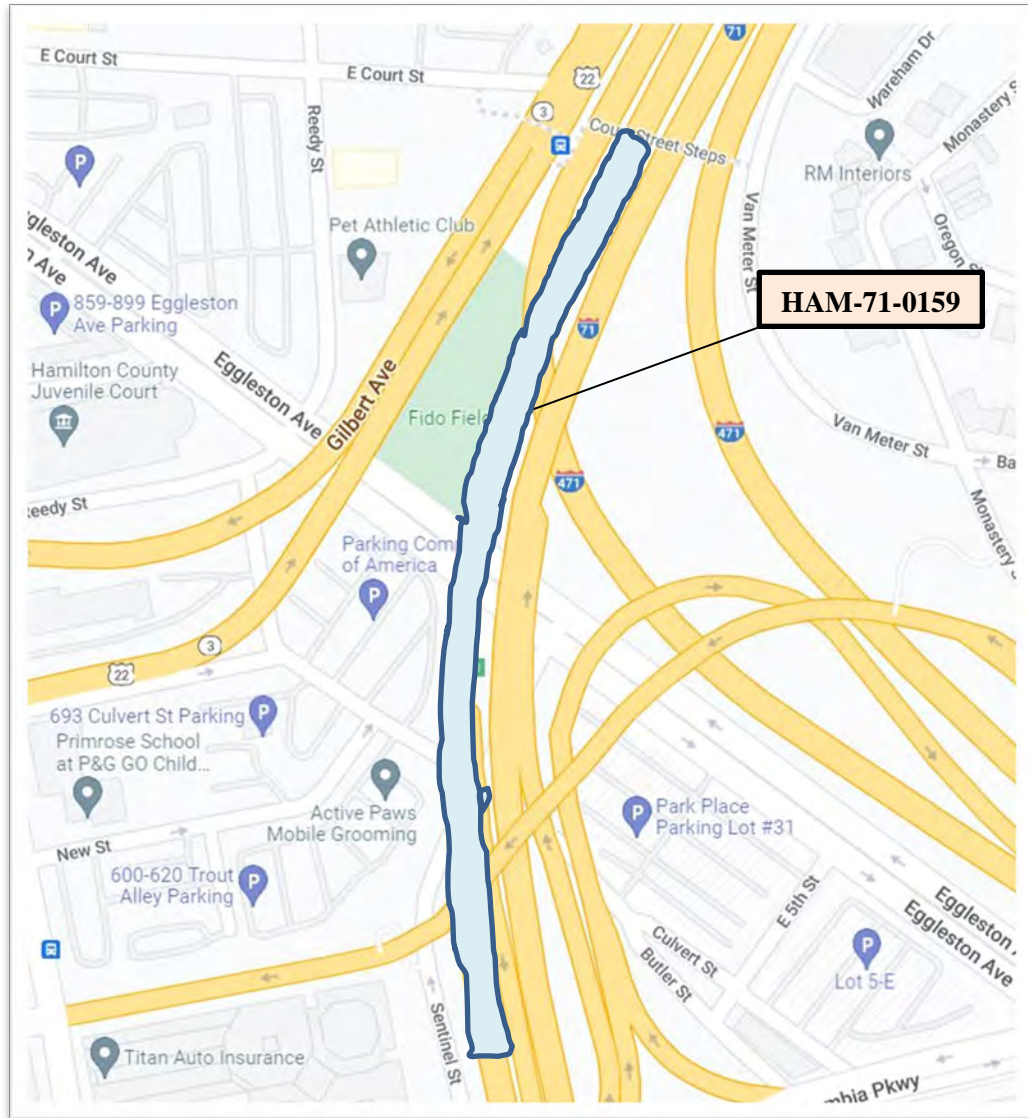 E Court St
E Court St
22
71
3
Court Street Steps
Wareham Dr
Monastery
RM Interiors
Reedy St
P
Pet Athletic Club
Van Meter St
Oregon
Eggleston Ave
Ave
P 859-899 Eggleston
Ave Parking
HAM-71-0159
71
Hamilton County
Juvenile Court
Eggleston Ave
Gilbert Ave
Fido Field
471
Van Meter St
Ba
471
Reedy St
Monastery
Parking Com
of America
P
3
22
693 Culvert St Parking P
Primrose School
at P&G GO Child...
Park Place
Parking Lot #31
P
Active Paws
Mobile Grooming
New St
600-620 Trout
Alley Parking
P
E 5th St
Eggleston
Eggleston Ave
Culvert St
Butler St
P
Lot 5-E
Sentinel St
Titan Auto Insurance
mbia Pkwy